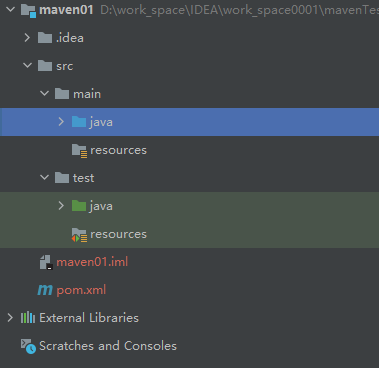 maven01 D:\work_space\IDEA\work_space0001\mavenTes
.idea
src
main
java
resources
test
java
resources
maven01.iml
pom.xml
External Libraries
Scratches and Consoles